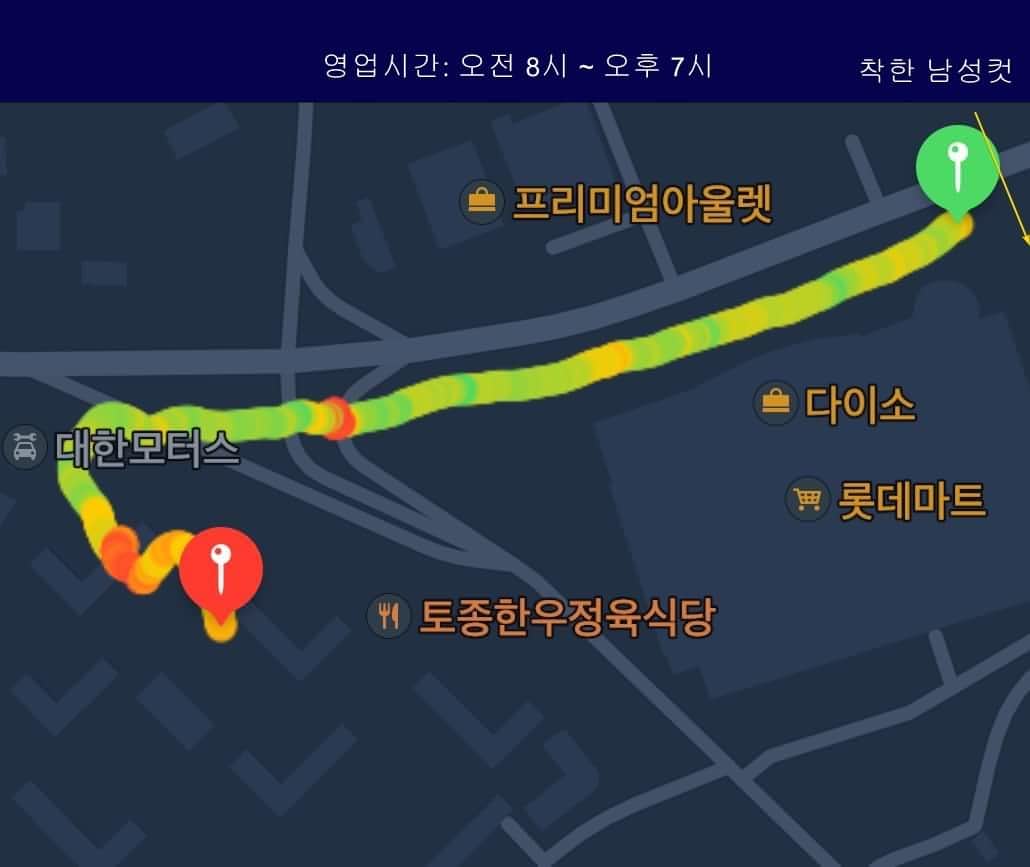 영업시간: 오전 8시 ~ 오후 7시
착한 남성컷
프리미엄아울렛
다이소
대한모터스
롯데마트
토종한우정육식당